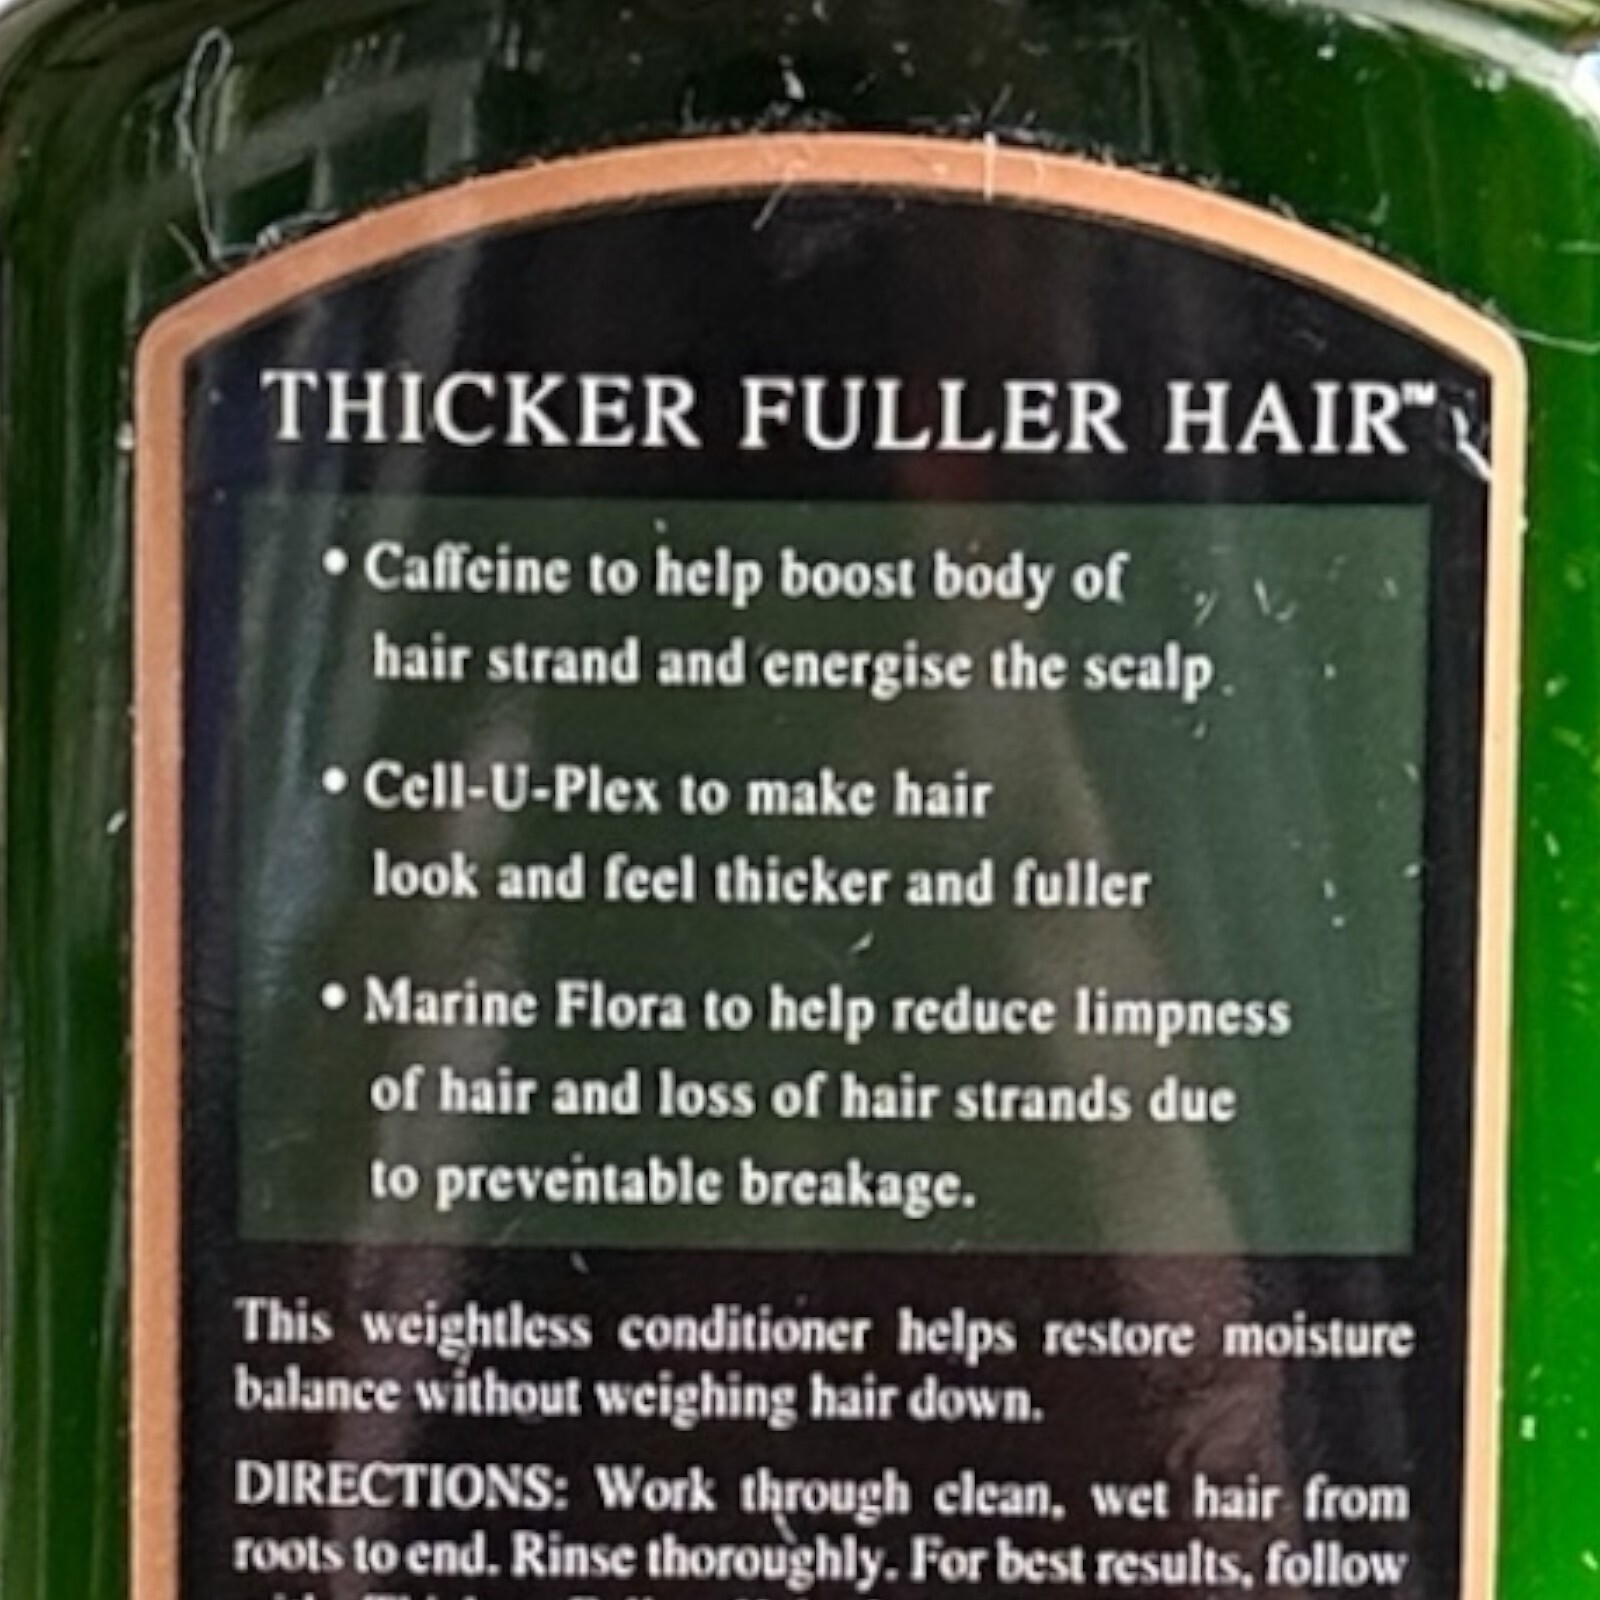 THICKER FULLER HAIR™
• Caffeine to help boost body of
hair strand and energise the scalp
• Cell-U-Plex to make hair
look and feel thicker and fuller
• Marine Flora to help reduce limpness
of hair and loss of hair strands due
to preventable breakage.
This weightless conditioner helps restore moisture
balance without weighing hair down.
DIRECTIONS: Work through clean, wet hair from
roots to end. Rinse thoroughly. For best results, follow